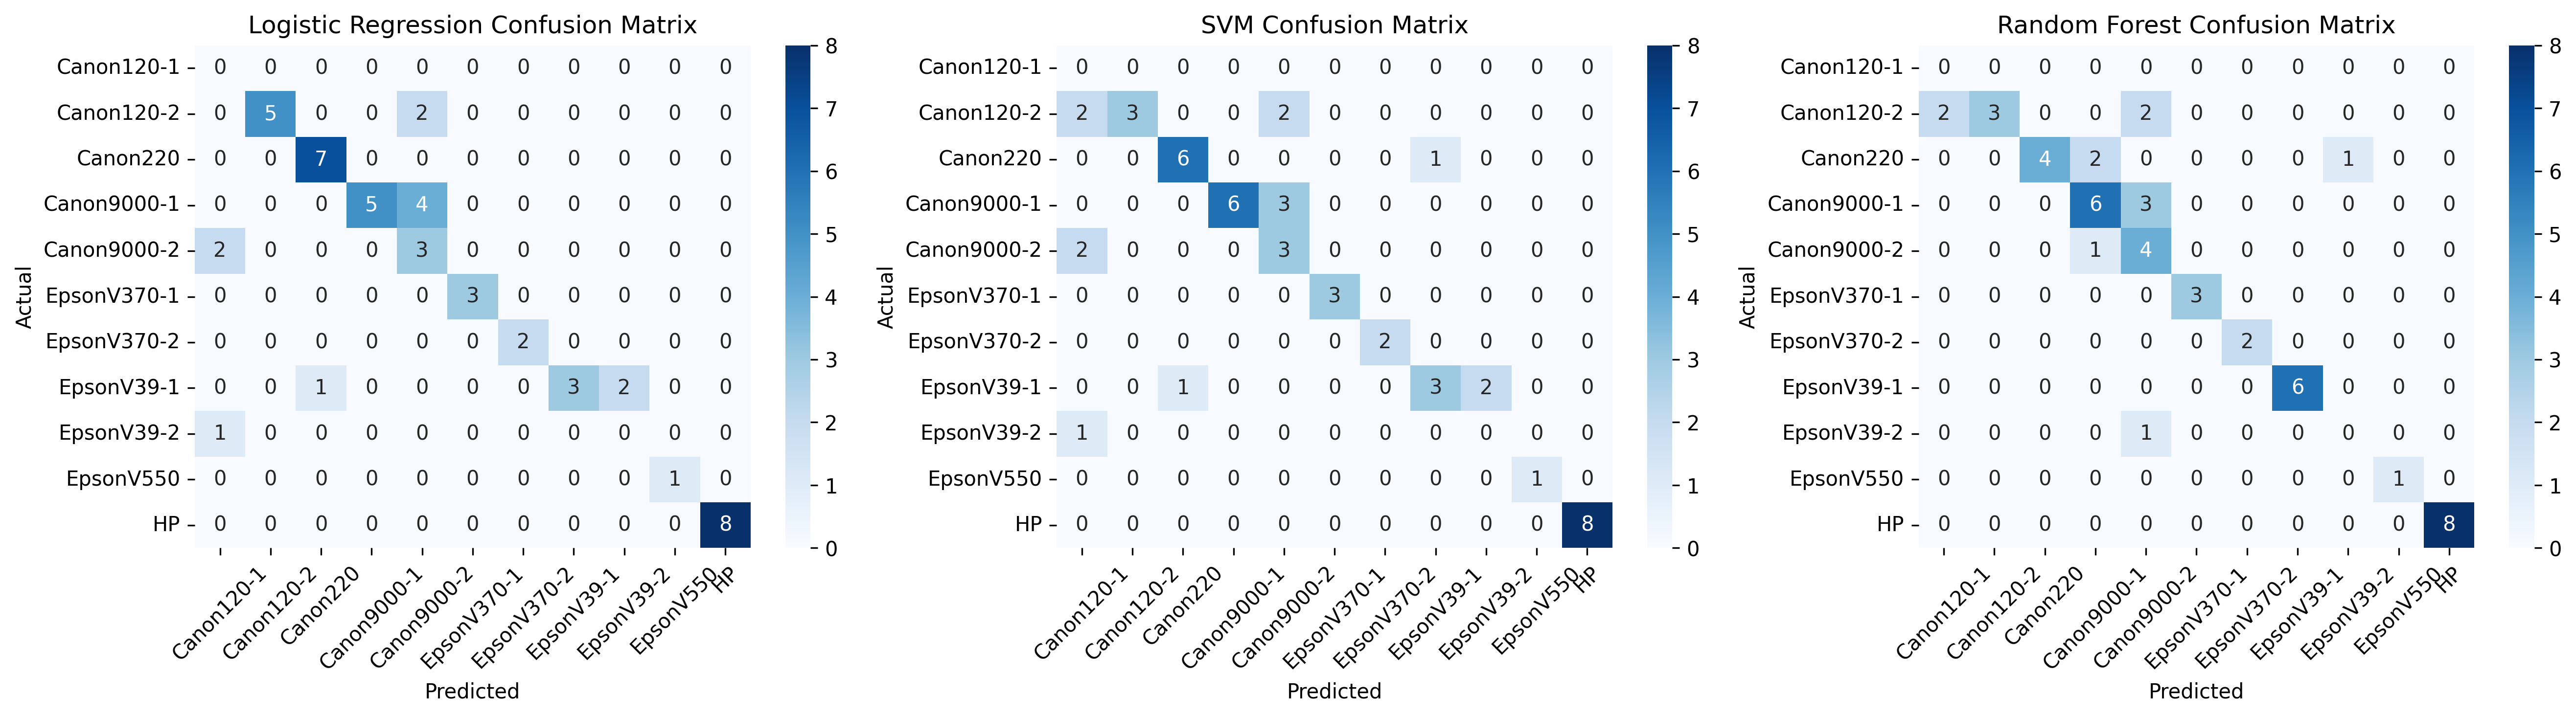 Logistic Regression Confusion Matrix
Canon120-1 0 0 0 0 0 0 0 0 0 0 0
Canon120-2 0 5 0 0 2 0 0 0 0 0 0
Canon220 0 0 7 0 0 0 0 0 0 0 0
Canon9000-1 0 0 0 5 4 0 0 0 0 0 0
Canon9000-2 2 0 0 0 3 0 0 0 0 0 0
EpsonV370-1 0 0 0 0 0 3 0 0 0 0 0
EpsonV370-2 0 0 0 0 0 0 2 0 0 0 0
EpsonV39-1 0 0 1 0 0 0 0 3 2 0 0
EpsonV39-2 1 0 0 0 0 0 0 0 0 0 0
EpsonV550 0 0 0 0 0 0 0 0 0 1 0
HP 0 0 0 0 0 0 0 0 0 0 8
Canon120-1 Canon120-2 Canon220 Canon9000-1 Canon9000-2 EpsonV370-1 EpsonV370-2 EpsonV39-1 EpsonV39-2 EpsonV550 HP
Actual
Predicted
8
7
6
5
4
3
2
1
0
SVM Confusion Matrix
Canon120-1 0 0 0 0 0 0 0 0 0 0 0
Canon120-2 2 3 0 0 2 0 0 0 0 0 0
Canon220 0 0 6 0 0 0 0 1 0 0 0
Canon9000-1 0 0 0 6 3 0 0 0 0 0 0
Canon9000-2 2 0 0 0 3 0 0 0 0 0 0
EpsonV370-1 0 0 0 0 0 3 0 0 0 0 0
EpsonV370-2 0 0 0 0 0 0 2 0 0 0 0
EpsonV39-1 0 0 1 0 0 0 0 3 2 0 0
EpsonV39-2 1 0 0 0 0 0 0 0 0 0 0
EpsonV550 0 0 0 0 0 0 0 0 0 1 0
HP 0 0 0 0 0 0 0 0 0 0 8
Canon120-1 Canon120-2 Canon220 Canon9000-1 Canon9000-2 EpsonV370-1 EpsonV370-2 EpsonV39-1 EpsonV39-2 EpsonV550 HP
Actual
Predicted
8
7
6
5
4
3
2
1
0
Random Forest Confusion Matrix
Canon120-1 0 0 0 0 0 0 0 0 0 0 0
Canon120-2 2 3 0 0 2 0 0 0 0 0 0
Canon220 0 0 4 2 0 0 0 0 1 0 0
Canon9000-1 0 0 0 6 3 0 0 0 0 0 0
Canon9000-2 0 0 0 1 4 0 0 0 0 0 0
EpsonV370-1 0 0 0 0 0 3 0 0 0 0 0
EpsonV370-2 0 0 0 0 0 0 2 0 0 0 0
EpsonV39-1 0 0 0 0 0 0 0 6 0 0 0
EpsonV39-2 0 0 0 0 1 0 0 0 0 0 0
EpsonV550 0 0 0 0 0 0 0 0 0 1 0
HP 0 0 0 0 0 0 0 0 0 0 8
Canon120-1 Canon120-2 Canon220 Canon9000-1 Canon9000-2 EpsonV370-1 EpsonV370-2 EpsonV39-1 EpsonV39-2 EpsonV550 HP
Actual
Predicted
8
7
6
5
4
3
2
1
0